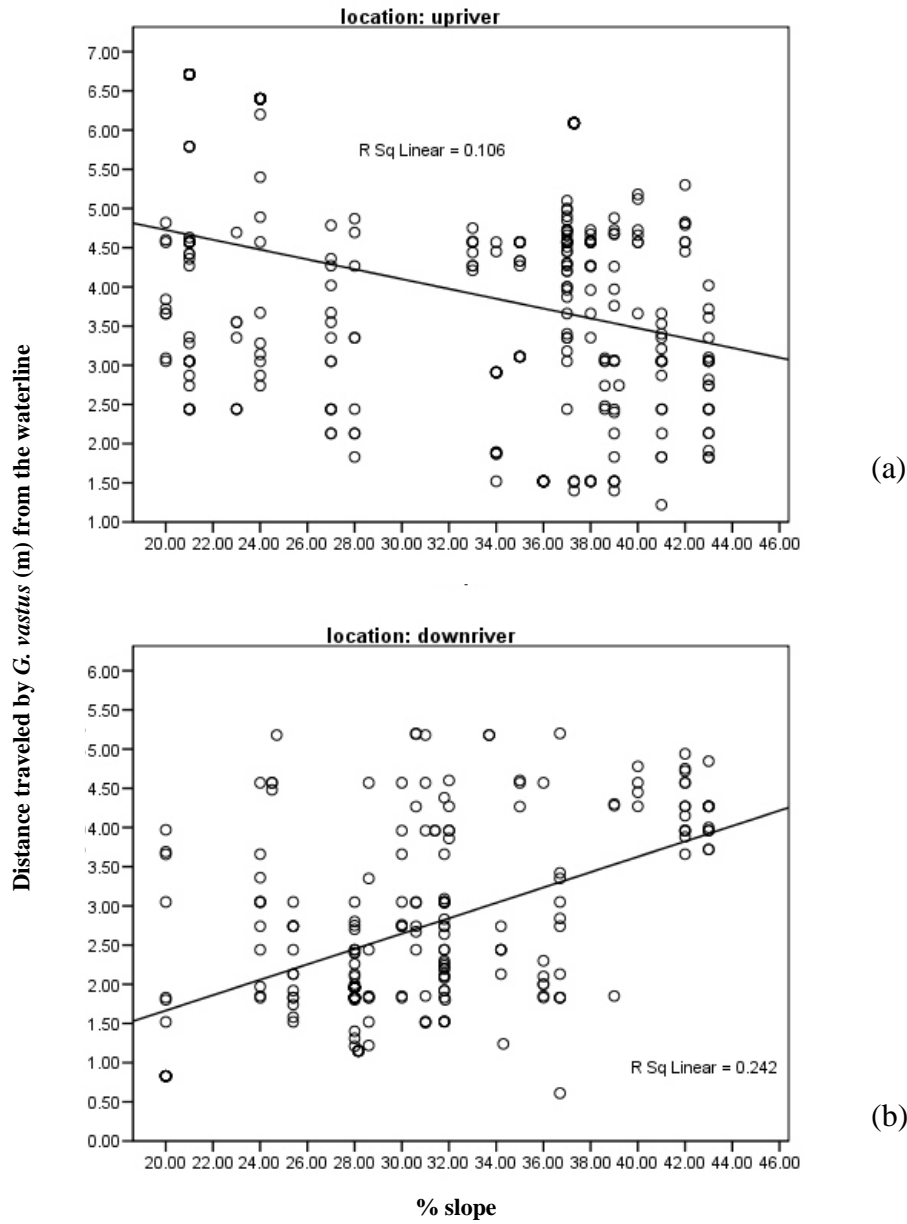 location: upriver
7.00
6.50
6.00
5.50
5.00
4.50
4.00
3.50
3.00
2.50
2.00
1.50
1.00
R Sq Linear = 0.106
20.00 22.00 24.00 26.00 28.00 30.00 32.00 34.00 36.00 38.00 40.00 42.00 44.00 46.00
(a)
Distance traveled by G. vastus (m) from the waterline
location: downriver
6.00
5.50
5.00
4.50
4.00
3.50
3.00
2.50
2.00
1.50
1.00
0.50
0.00
R Sq Linear = 0.242
20.00 22.00 24.00 26.00 28.00 30.00 32.00 34.00 36.00 38.00 40.00 42.00 44.00 46.00
(b)
% slope